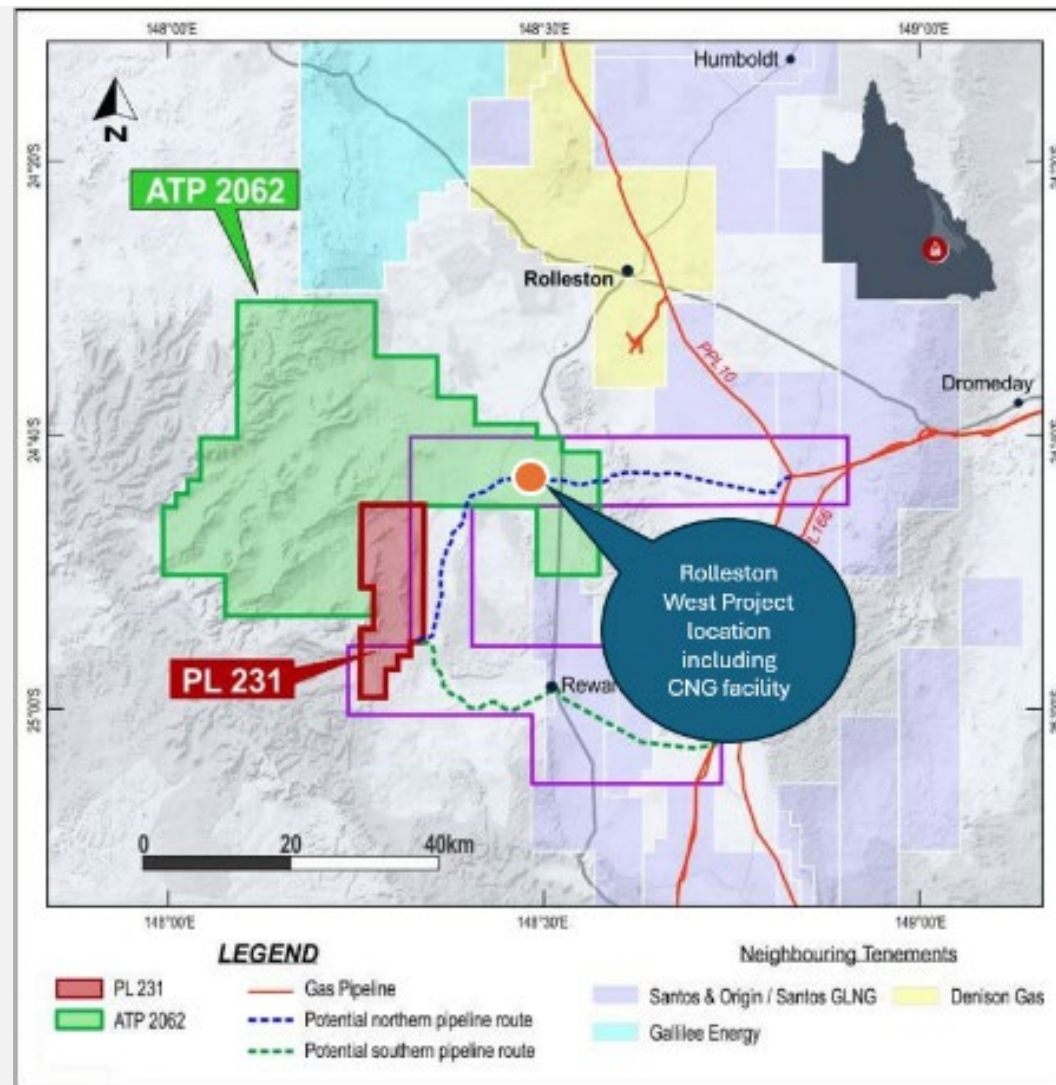 148°00'E 148°30'E 149°00'E
Humboldt
N
24°20'S
ATP 2062
Rolleston
PPL10
Dromeday
24°40'S
L166
Rolleston
West Project
location
including
CNG facility
PL 231
Rewar
25°00'S
0 20 40km
148°00'E 148°30'E 149°00'E
LEGEND
Neighbouring Tenements
PL 231
Gas Pipeline
Santos & Origin / Santos GLNG
Denison Gas
ATP 2062
Potential northern pipeline route
Gallilee Energy
Potential southern pipeline route